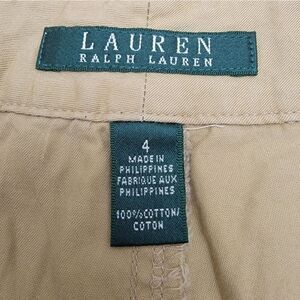 LAUREN
RALPH LAUREN
4
MADE IN
PHILIPPINES
FABRIQUE AUX
PHILIPPINES
100%COTTON/
COTON